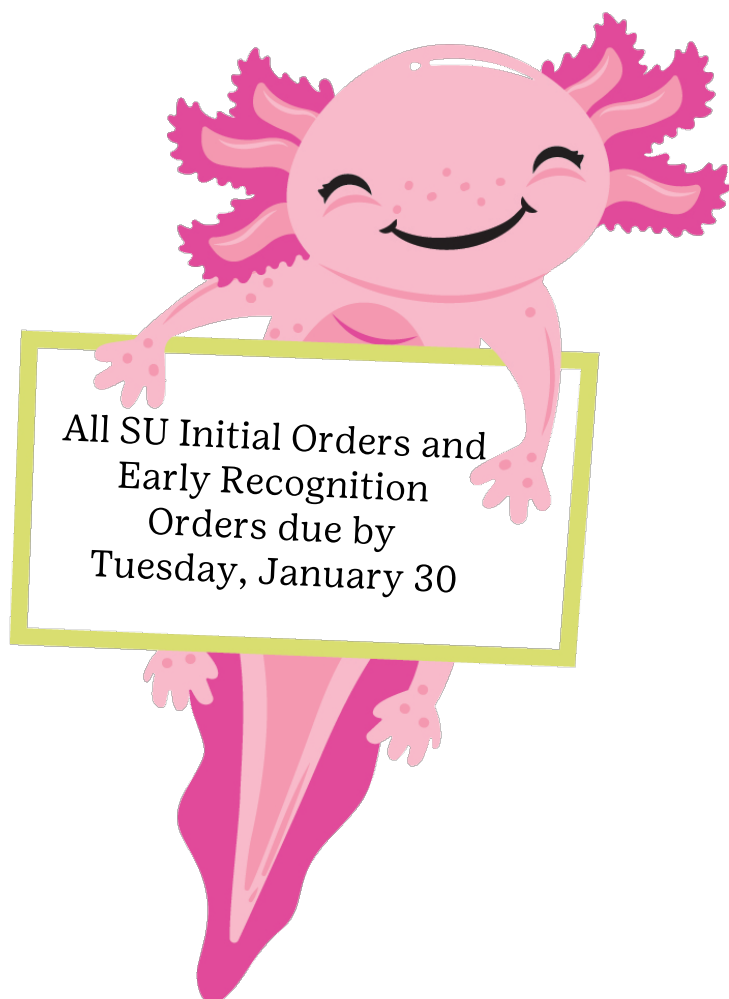 All SU Initial Orders and
Early Recognition
Orders due by
Tuesday, January 30